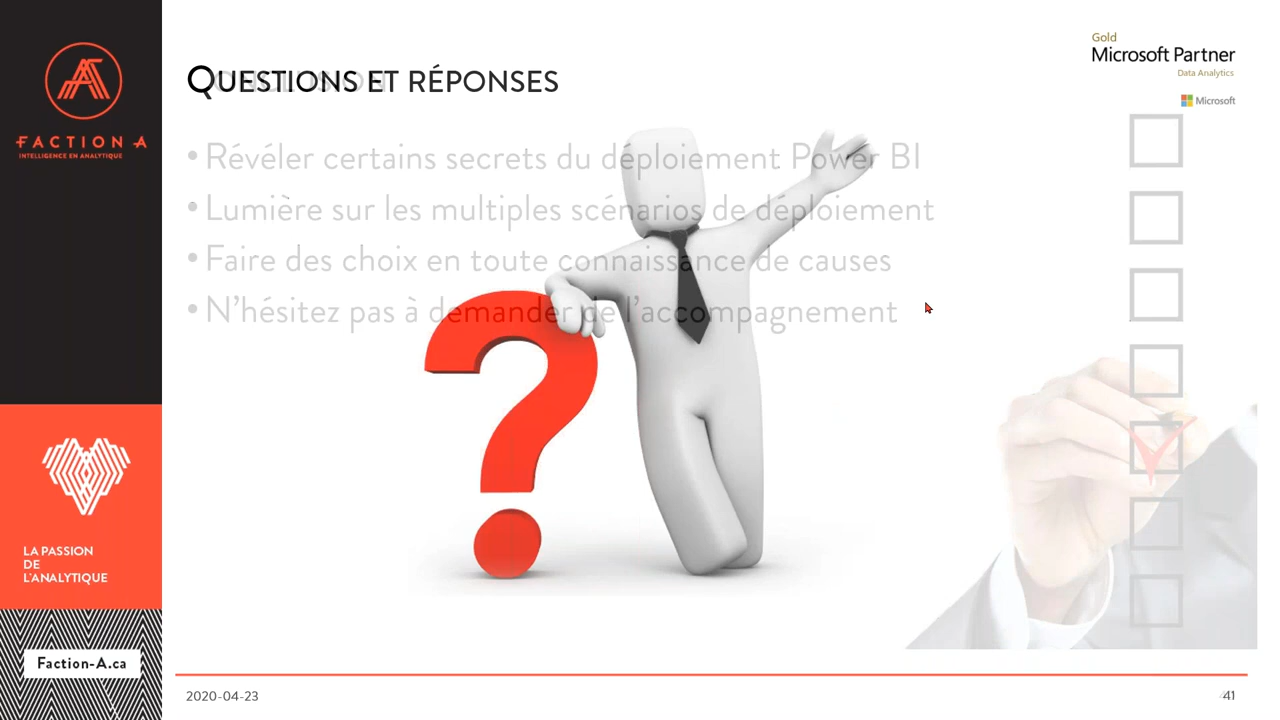 FACTION A
INTELLIGENCE EN ANALYTIQUE
LA PASSION
DE
L'ANALYTIQUE
Faction-A.ca
Gold
Microsoft Partner
Data Analytics
Microsoft
QUESTIONS ET RÉPONSES
• Révéler certains secrets du déploiement Power BI
• Lumière sur les multiples scénarios de déploiement
• Faire des choix en toute connaissance de causes
• N’hésitez pas à demander de l’accompagnement
2020-04-23
41